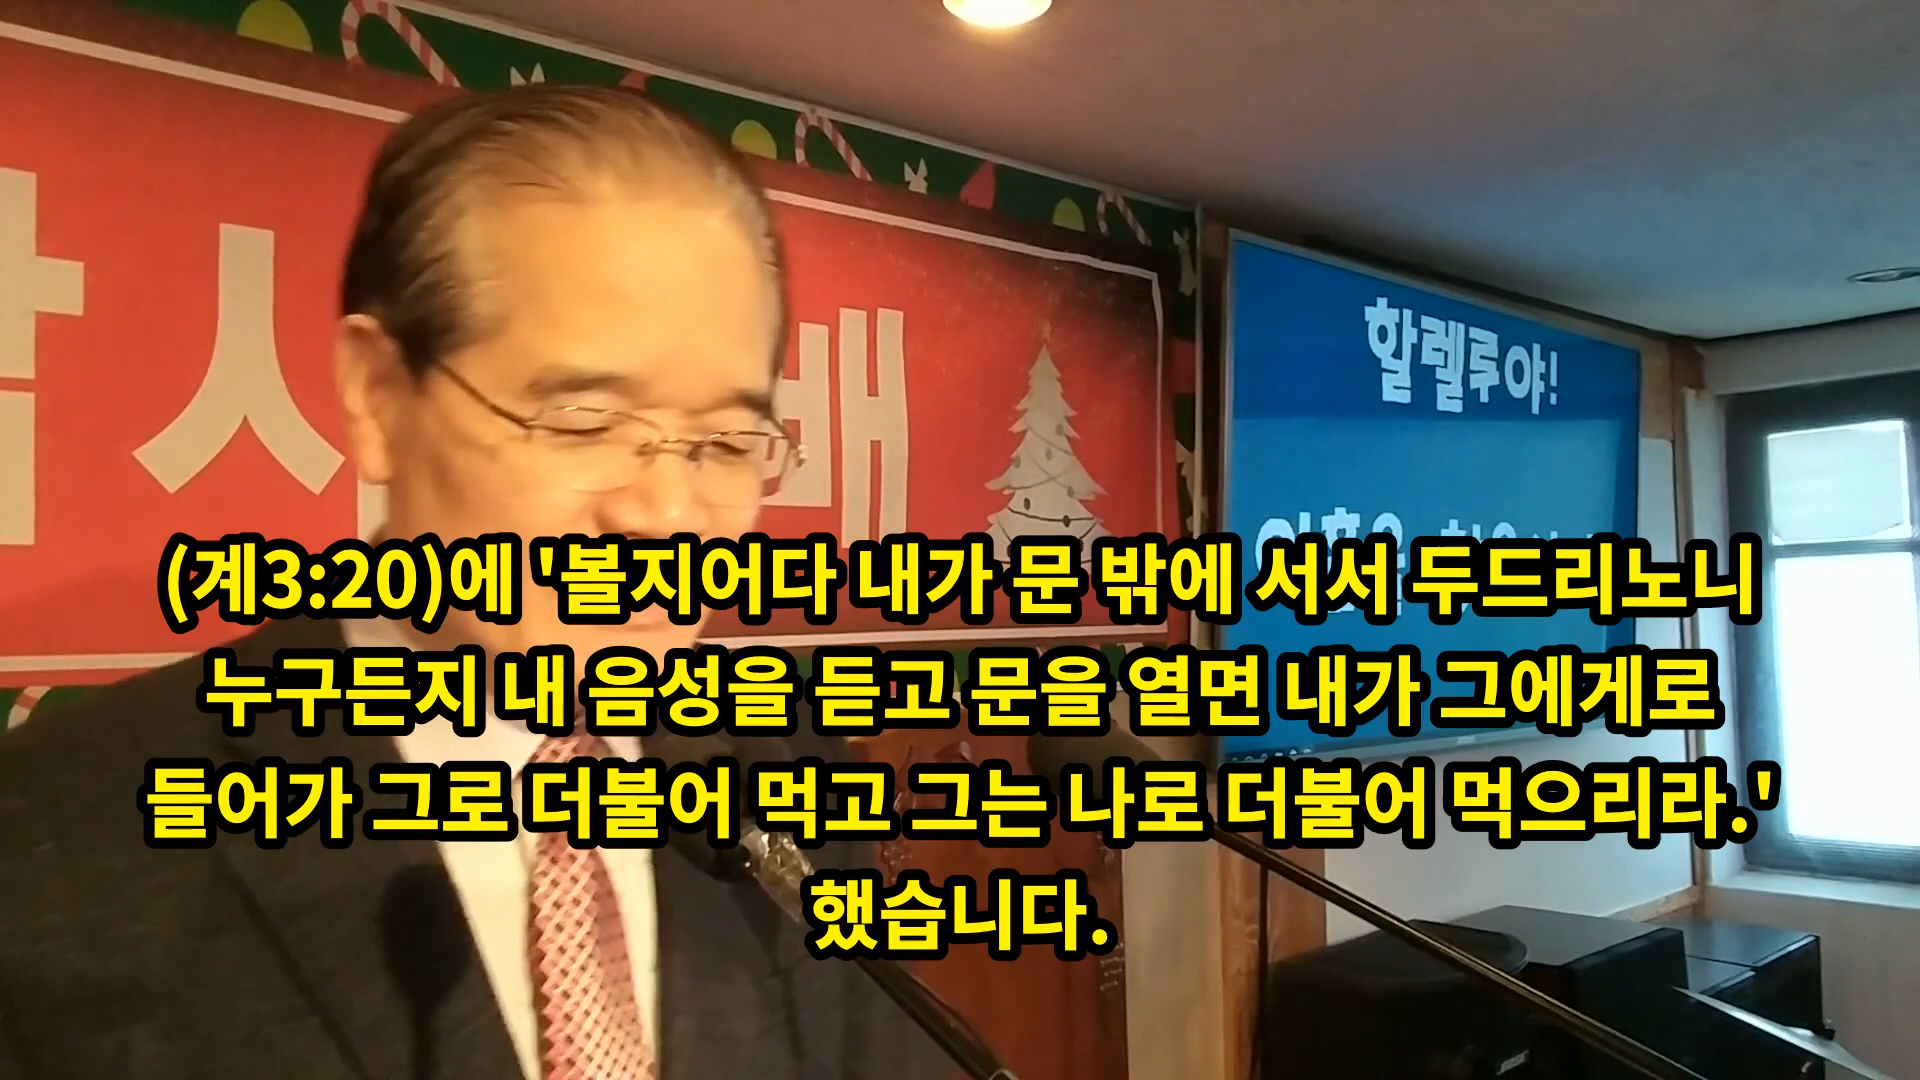 할렐루야!
(계3:20)에 '볼지어다 내가 문 밖에 서서 두드리노니
누구든지 내 음성을 듣고 문을 열면 내가 그에게로
들어가 그로 더불어 먹고 그는 나로 더불어 먹으리라.'
했습니다.